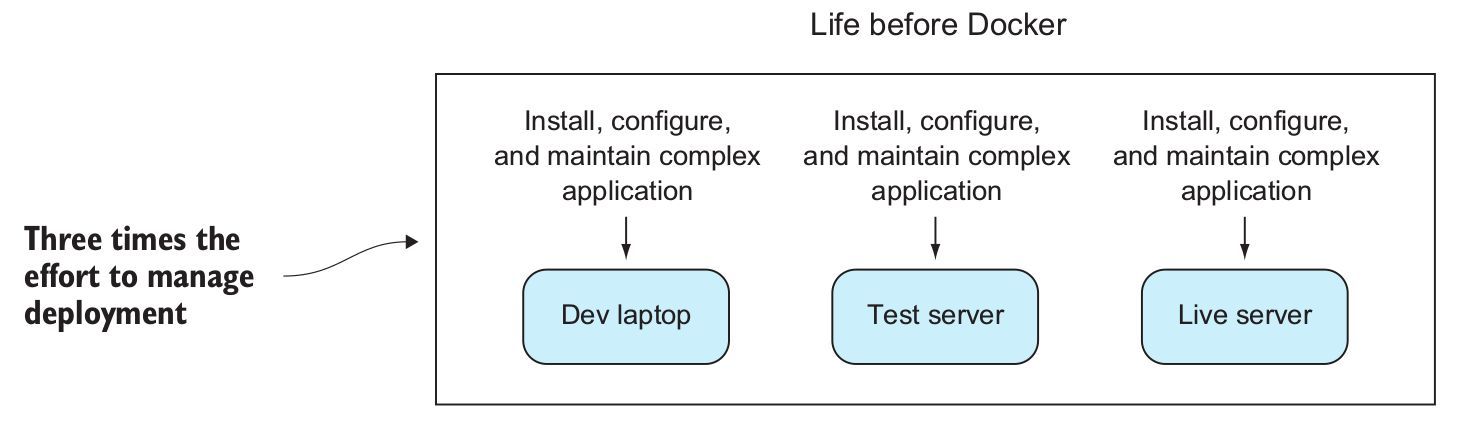 Life before Docker
Install, configure,
and maintain complex
application
Install, configure,
and maintain complex
application
Install, configure,
and maintain complex
application
Three times the
effort to manage
deployment
Dev laptop
Test server
Live server